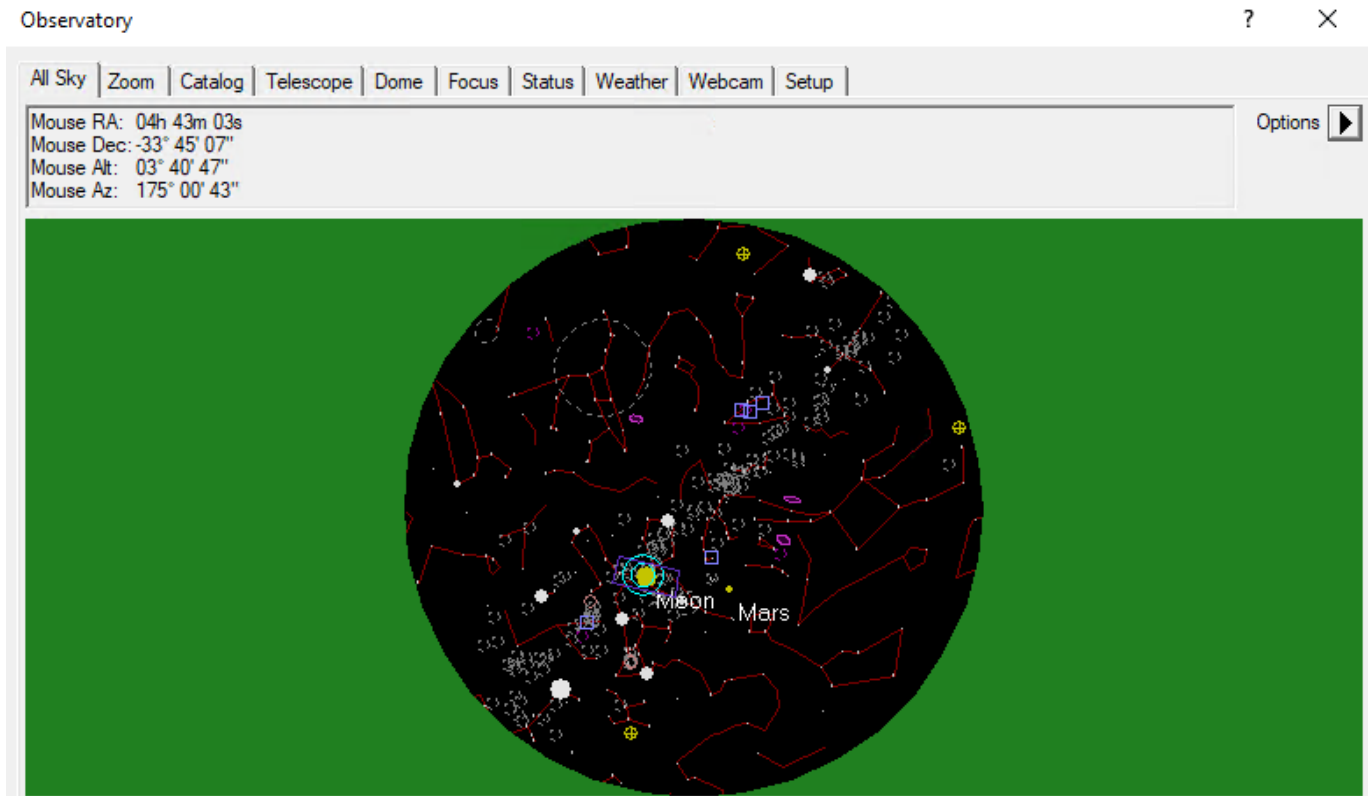 Observatory ? ×
All Sky Zoom Catalog Telescope Dome Focus Status Weather Webcam Setup
Mouse RA: 04h 43m 03s
Mouse Dec: -33° 45' 07"
Mouse Alt: 03° 40' 47"
Mouse Az: 175° 00' 43"
Options
Moon
Mars